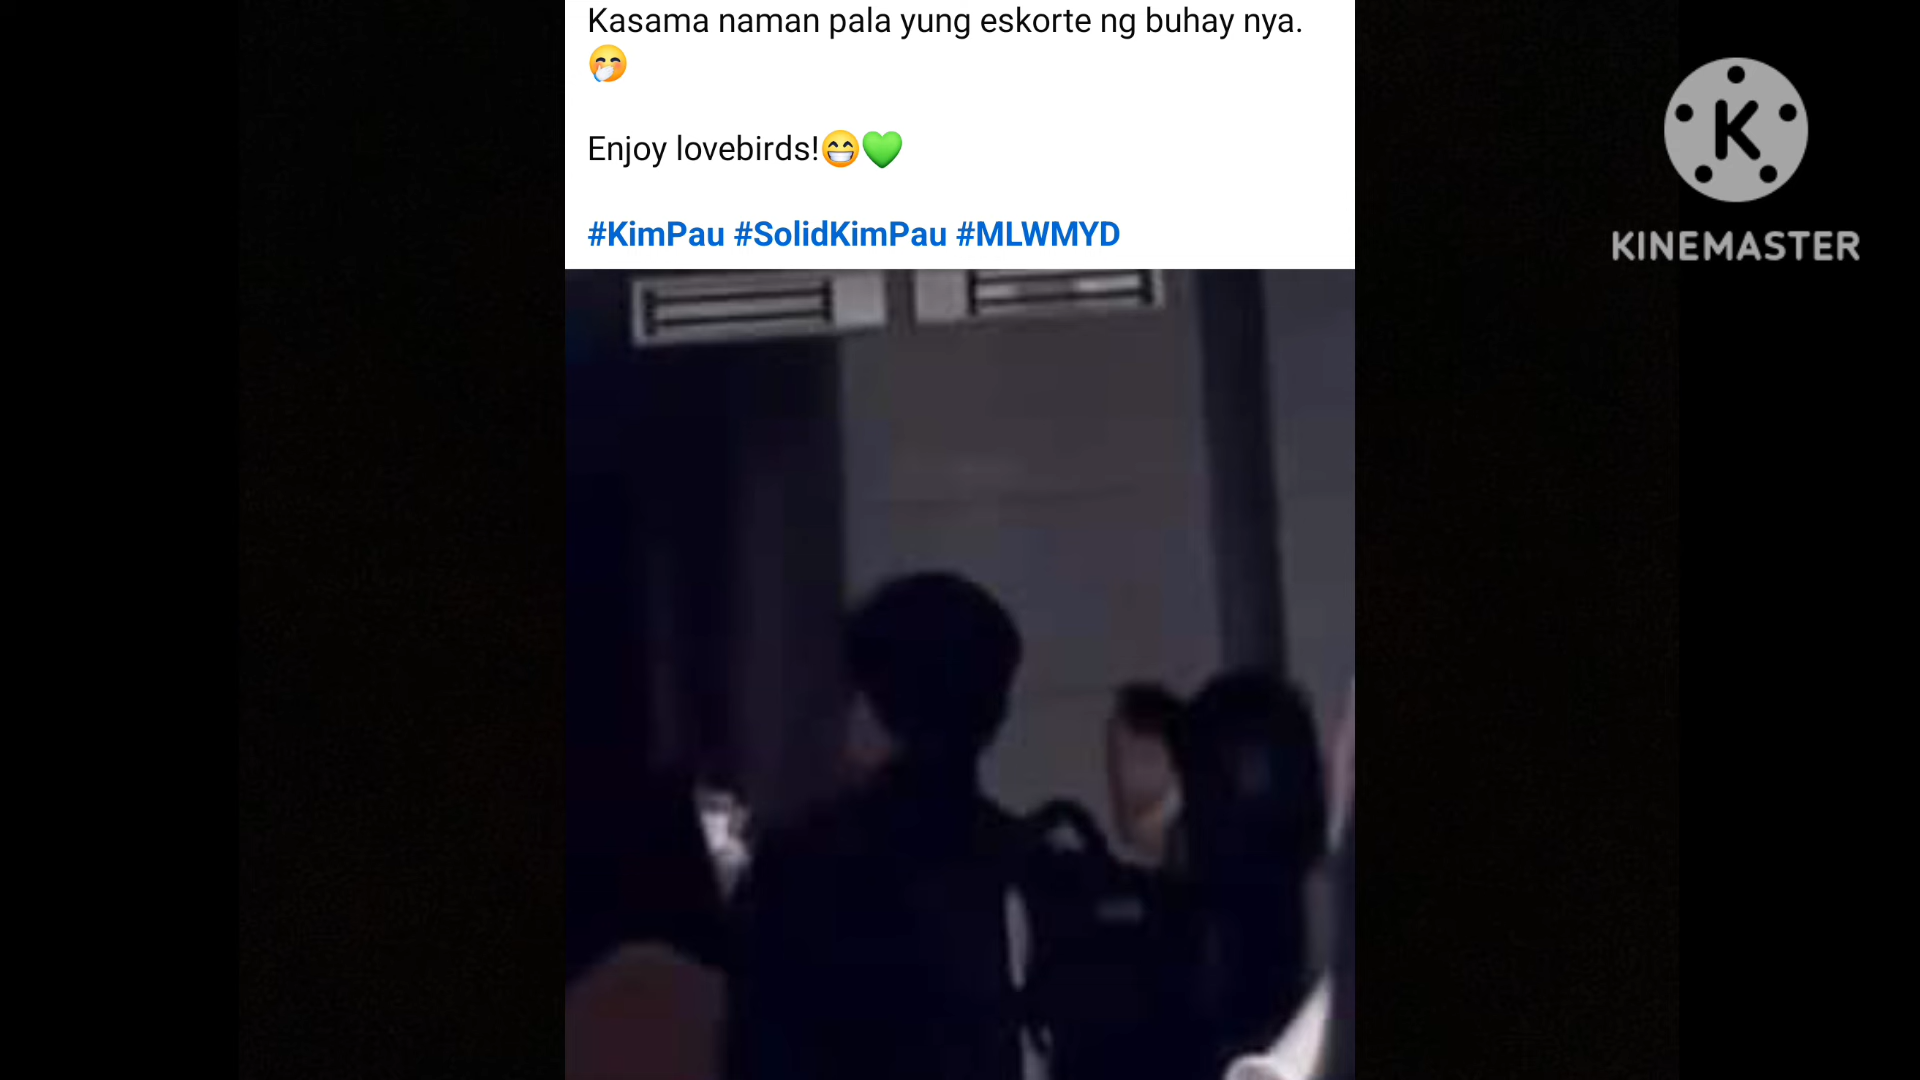 Kasama naman pala yung eskorte ng buhay nya.
🤭
Enjoy lovebirds!😁💚
#KimPau #SolidKimPau #MLWMYD
K
KINEMASTER